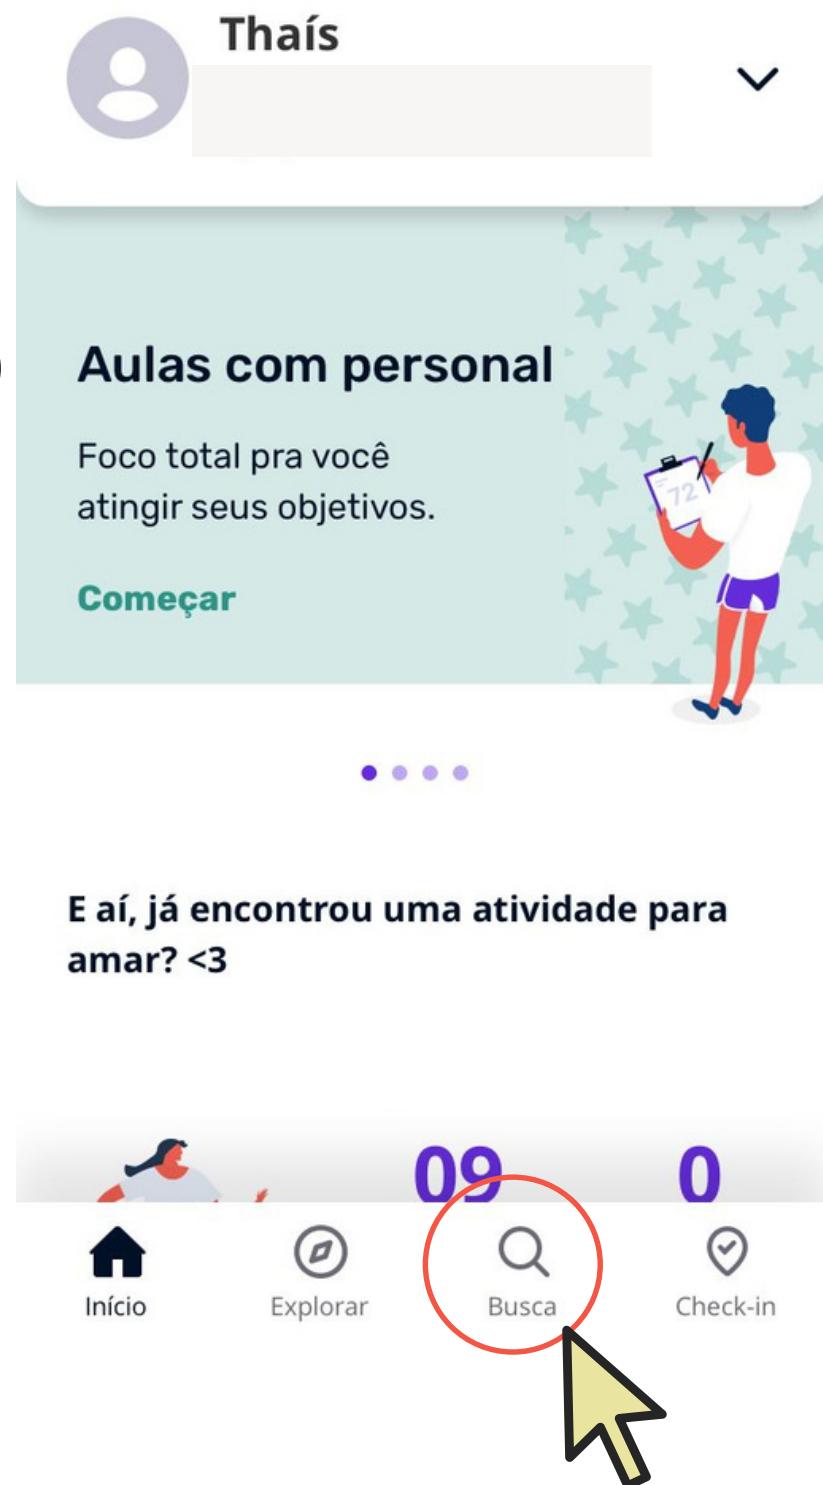 Thaís
Aulas com personal
Foco total pra você
atingir seus objetivos.
Começar
72
E aí, já encontrou uma atividade para
amar? <3
09 0
Início Explorar Busca Check-in